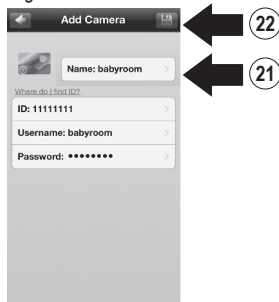 Add Camera
22
Name: babyroom
21
Where do I find ID?
ID: 11111111
Username: babyroom
Password: ••••••••